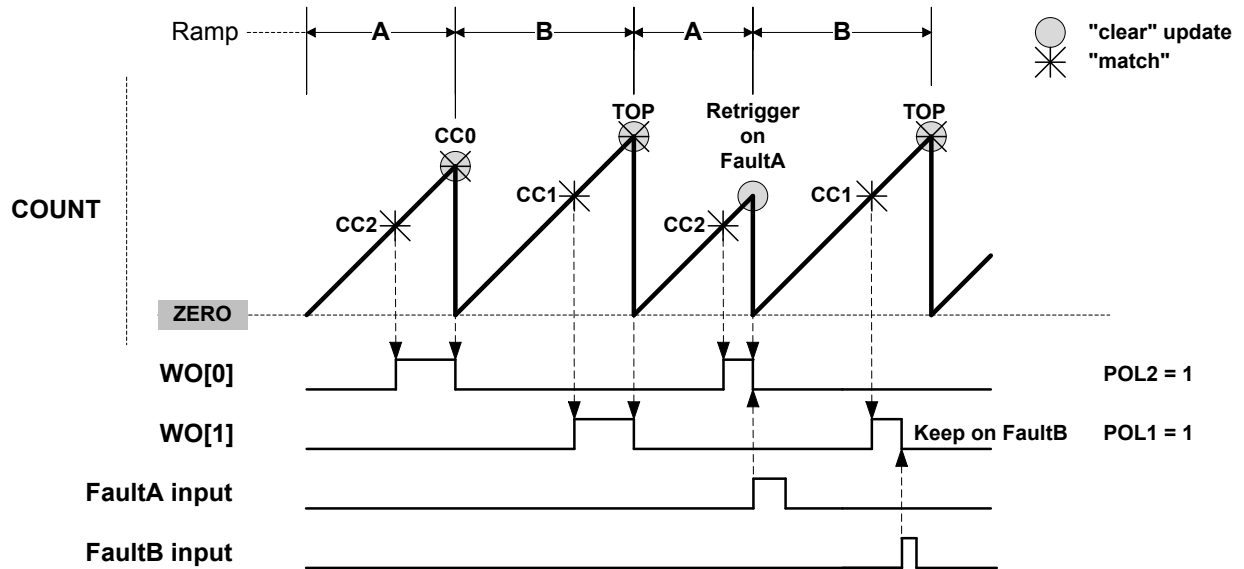 Ramp A B A B
"clear" update
"match"
TOP Retrigger TOP
CC0 on
FaultA
CC1 CC1
COUNT
CC2 CC2
ZERO
WO[0] POL2 = 1
WO[1] Keep on FaultB POL1 = 1
FaultA input
FaultB input